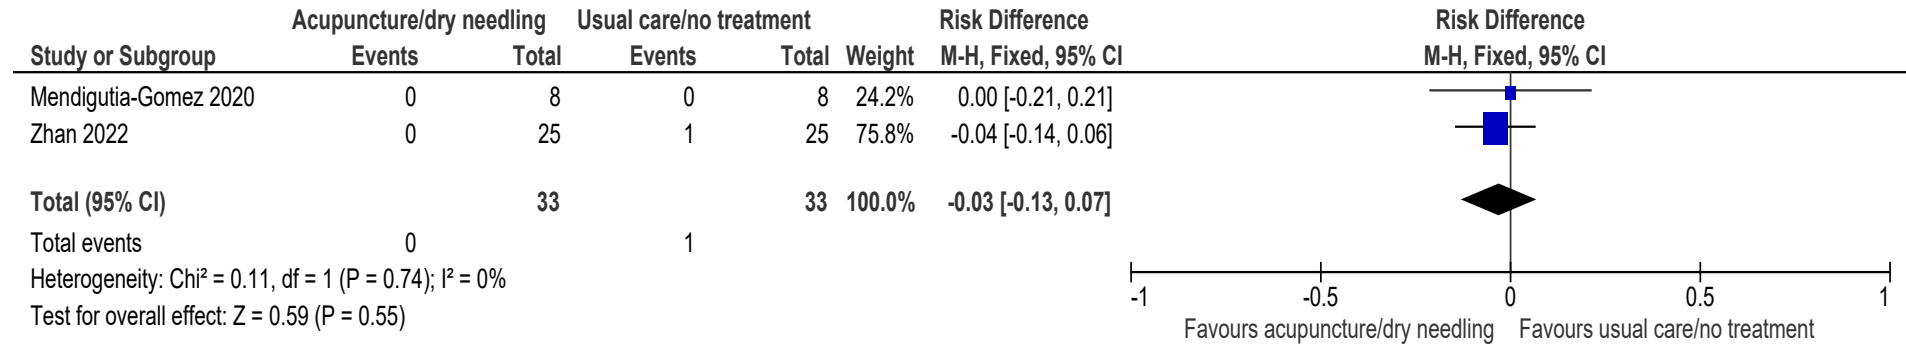 Acupuncture/dry needling Usual care/no treatment Risk Difference Risk Difference
Study or Subgroup Events Total Events Total Weight M-H, Fixed, 95% CI M-H, Fixed, 95% CI
Mendigutia-Gomez 2020 0 8 0 8 24.2% 0.00 [-0.21, 0.21]
Zhan 2022 0 25 1 25 75.8% -0.04 [-0.14, 0.06]
Total (95% CI) 33 33 100.0% -0.03 [-0.13, 0.07]
Total events 0 1
Heterogeneity: Chi² = 0.11, df = 1 (P = 0.74); I² = 0%
Test for overall effect: Z = 0.59 (P = 0.55)
-1 -0.5 0 0.5 1
Favours acupuncture/dry needling Favours usual care/no treatment